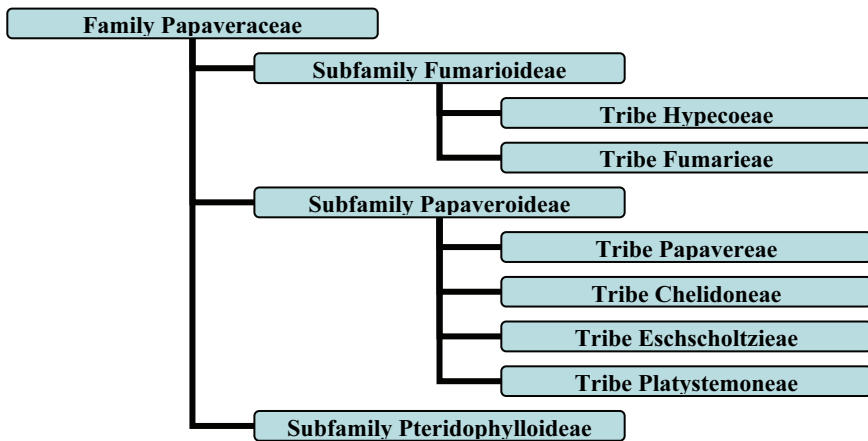 Family Papaveraceae
Subfamily Fumarioideae
Tribe Hypecoeae
Tribe Fumarieae
Subfamily Papaveroideae
Tribe Papavereae
Tribe Chelidoneae
Tribe Eschscholtzieae
Tribe Platystemoneae
Subfamily Pteridophylloideae